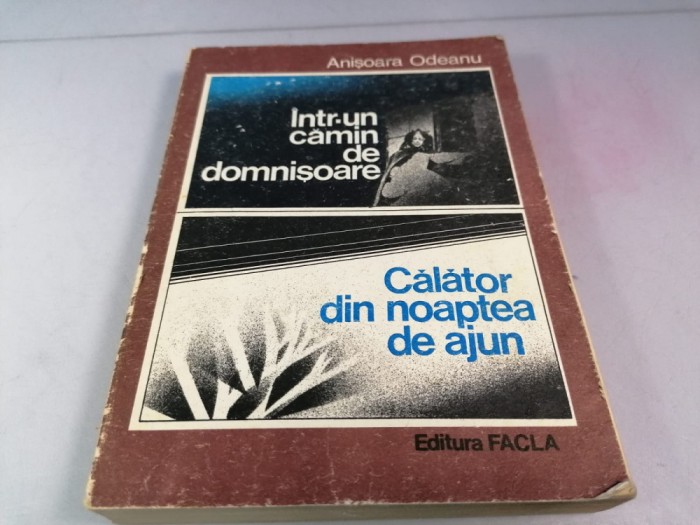 Anișoara Odeanu
Într-un
cămin
de
domnișoare
Călător
din noaptea
de ajun
Editura FACLA